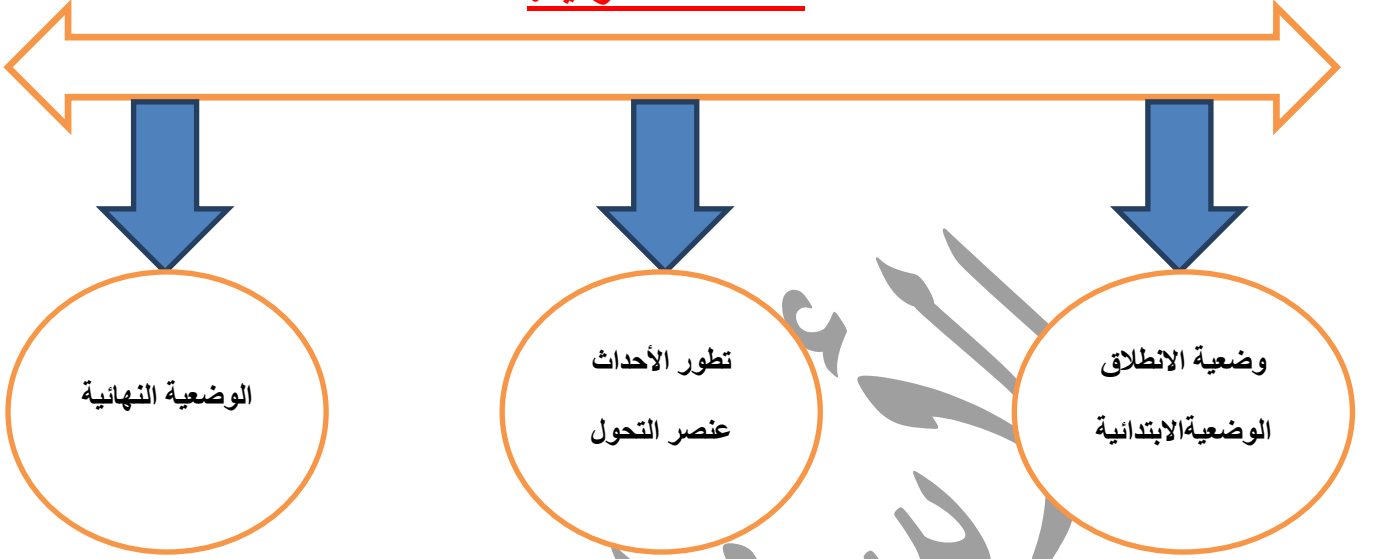 وضعية الانطلاق
الوضعيةالابتدائية
تطور الأحداث
عنصر التحول
الوضعية النهائية